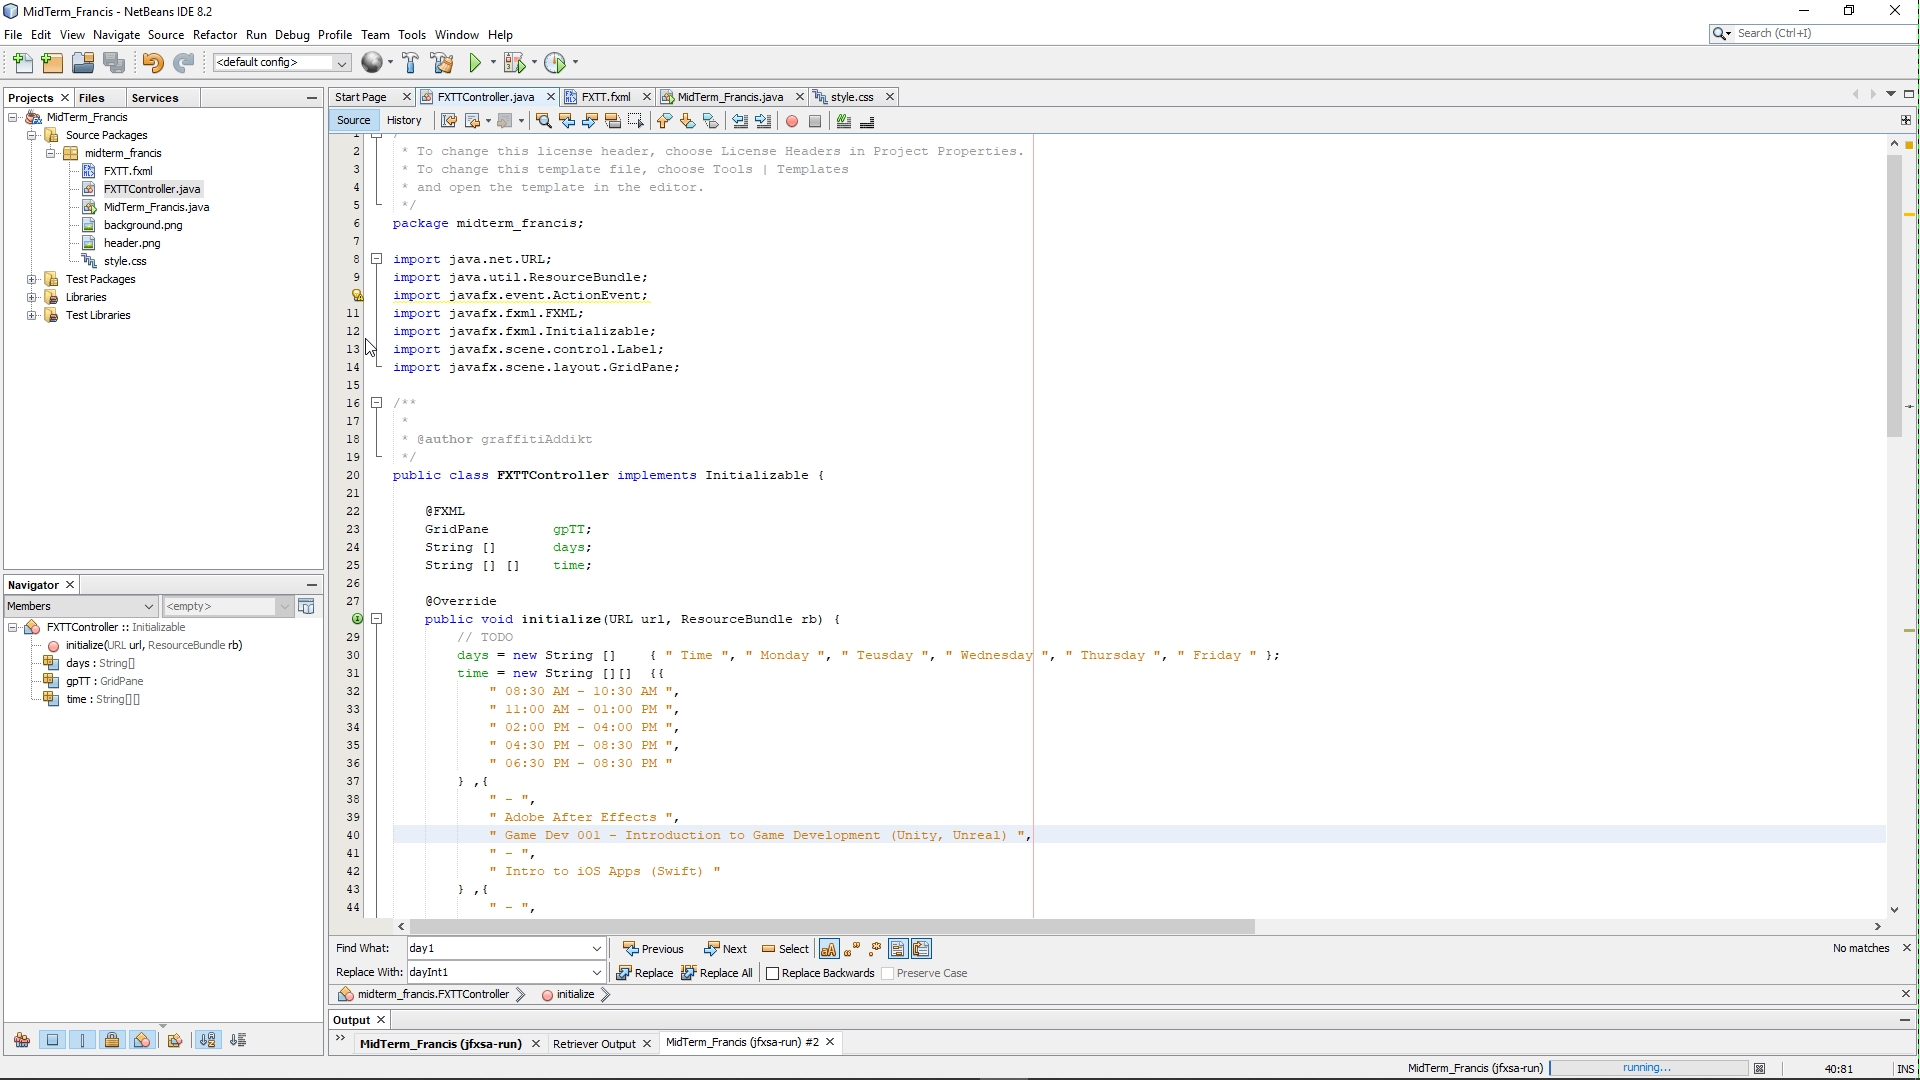 MidTerm_Francis - NetBeans IDE 8.2
File Edit View Navigate Source Refactor Run Debug Profile Team Tools Window Help
Search (Ctrl+I)
<default config>
Projects Files Services
Start Page FXTTController.java FXTT.fxml MidTerm_Francis.java style.css
Source History
MidTerm_Francis
Source Packages
midterm_francis
FXTT.fxml
FXTTController.java
MidTerm_Francis.java
background.png
header.png
style.css
Test Packages
Libraries
Test Libraries
Navigator
Members <empty>
FXTTController :: Initializable
initialize(URL url, ResourceBundle rb)
days : String[]
gpTT : GridPane
time : String[][]
2 * To change this license header, choose License Headers in Project Properties.
3 * To change this template file, choose Tools | Templates
4 * and open the template in the editor.
5 */
6 package midterm_francis;
7
8 import java.net.URL;
9 import java.util.ResourceBundle;
import javafx.event.ActionEvent;
11 import javafx.fxml.FXML;
12 import javafx.fxml.Initializable;
13 import javafx.scene.control.Label;
14 import javafx.scene.layout.GridPane;
15
16 /**
17 *
18 * @author graffitiAddikt
19 */
20 public class FXTTController implements Initializable {
21
22 @FXML
23 GridPane gpTT;
24 String [] days;
25 String [] [] time;
26
27 @Override
public void initialize(URL url, ResourceBundle rb) {
29 // TODO
30 days = new String [] { " Time ", " Monday ", " Teusday ", " Wednesday ", " Thursday ", " Friday " };
31 time = new String [][] {{
32 " 08:30 AM - 10:30 AM ",
33 " 11:00 AM - 01:00 PM ",
34 " 02:00 PM - 04:00 PM ",
35 " 04:30 PM - 08:30 PM ",
36 " 06:30 PM - 08:30 PM "
37 } ,{
38 " - ",
39 " Adobe After Effects ",
40 " Game Dev 001 - Introduction to Game Development (Unity, Unreal) ",
41 " - ",
42 " Intro to iOS Apps (Swift) "
43 } ,{
44 " - ",
Find What: day1 Previous Next Select No matches
Replace With: dayInt1 Replace Replace All Replace Backwards Preserve Case
midterm_francis.FXTTController initialize
Output
MidTerm_Francis (jfxsa-run) Retriever Output MidTerm_Francis (jfxsa-run) #2
MidTerm_Francis (jfxsa-run) running... 40:81 INS